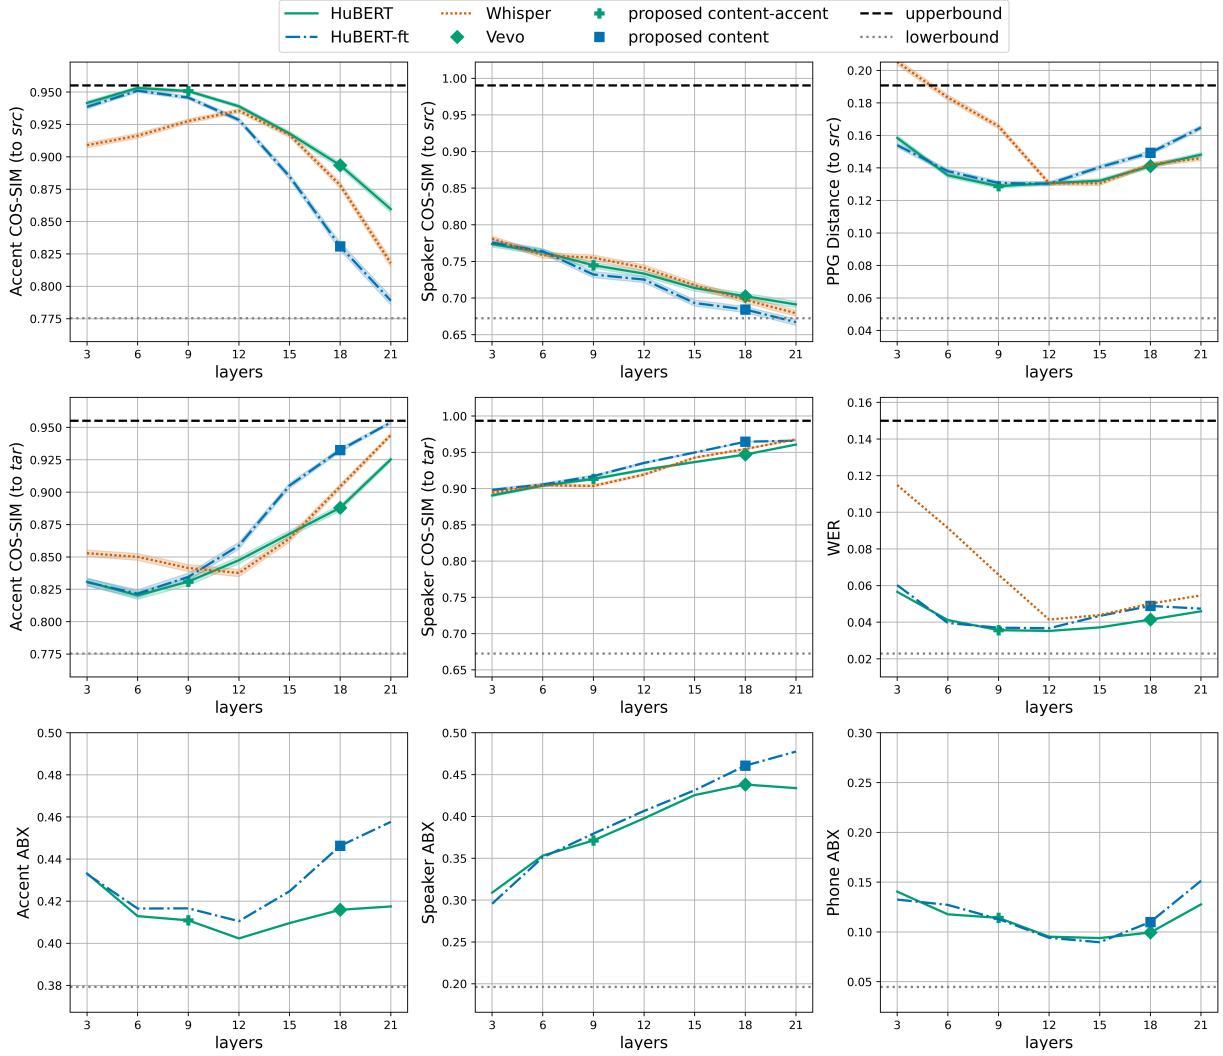 HuBERT Whisper proposed content-accent upperbound
HuBERT-ft Vevo proposed content lowerbound
Accent COS-SIM (to src)
0.950
0.925
0.900
0.875
0.850
0.825
0.800
0.775
3 6 9 12 15 18 21
layers
Speaker COS-SIM (to src)
1.00
0.95
0.90
0.85
0.80
0.75
0.70
0.65
3 6 9 12 15 18 21
layers
PPG Distance (to src)
0.20
0.18
0.16
0.14
0.12
0.10
0.08
0.06
0.04
3 6 9 12 15 18 21
layers
Accent COS-SIM (to tar)
0.950
0.925
0.900
0.875
0.850
0.825
0.800
0.775
3 6 9 12 15 18 21
layers
Speaker COS-SIM (to tar)
1.00
0.95
0.90
0.85
0.80
0.75
0.70
0.65
3 6 9 12 15 18 21
layers
WER
0.16
0.14
0.12
0.10
0.08
0.06
0.04
0.02
3 6 9 12 15 18 21
layers
Accent ABX
0.50
0.48
0.46
0.44
0.42
0.40
0.38
3 6 9 12 15 18 21
layers
Speaker ABX
0.50
0.45
0.40
0.35
0.30
0.25
0.20
3 6 9 12 15 18 21
layers
Phone ABX
0.30
0.25
0.20
0.15
0.10
0.05
3 6 9 12 15 18 21
layers